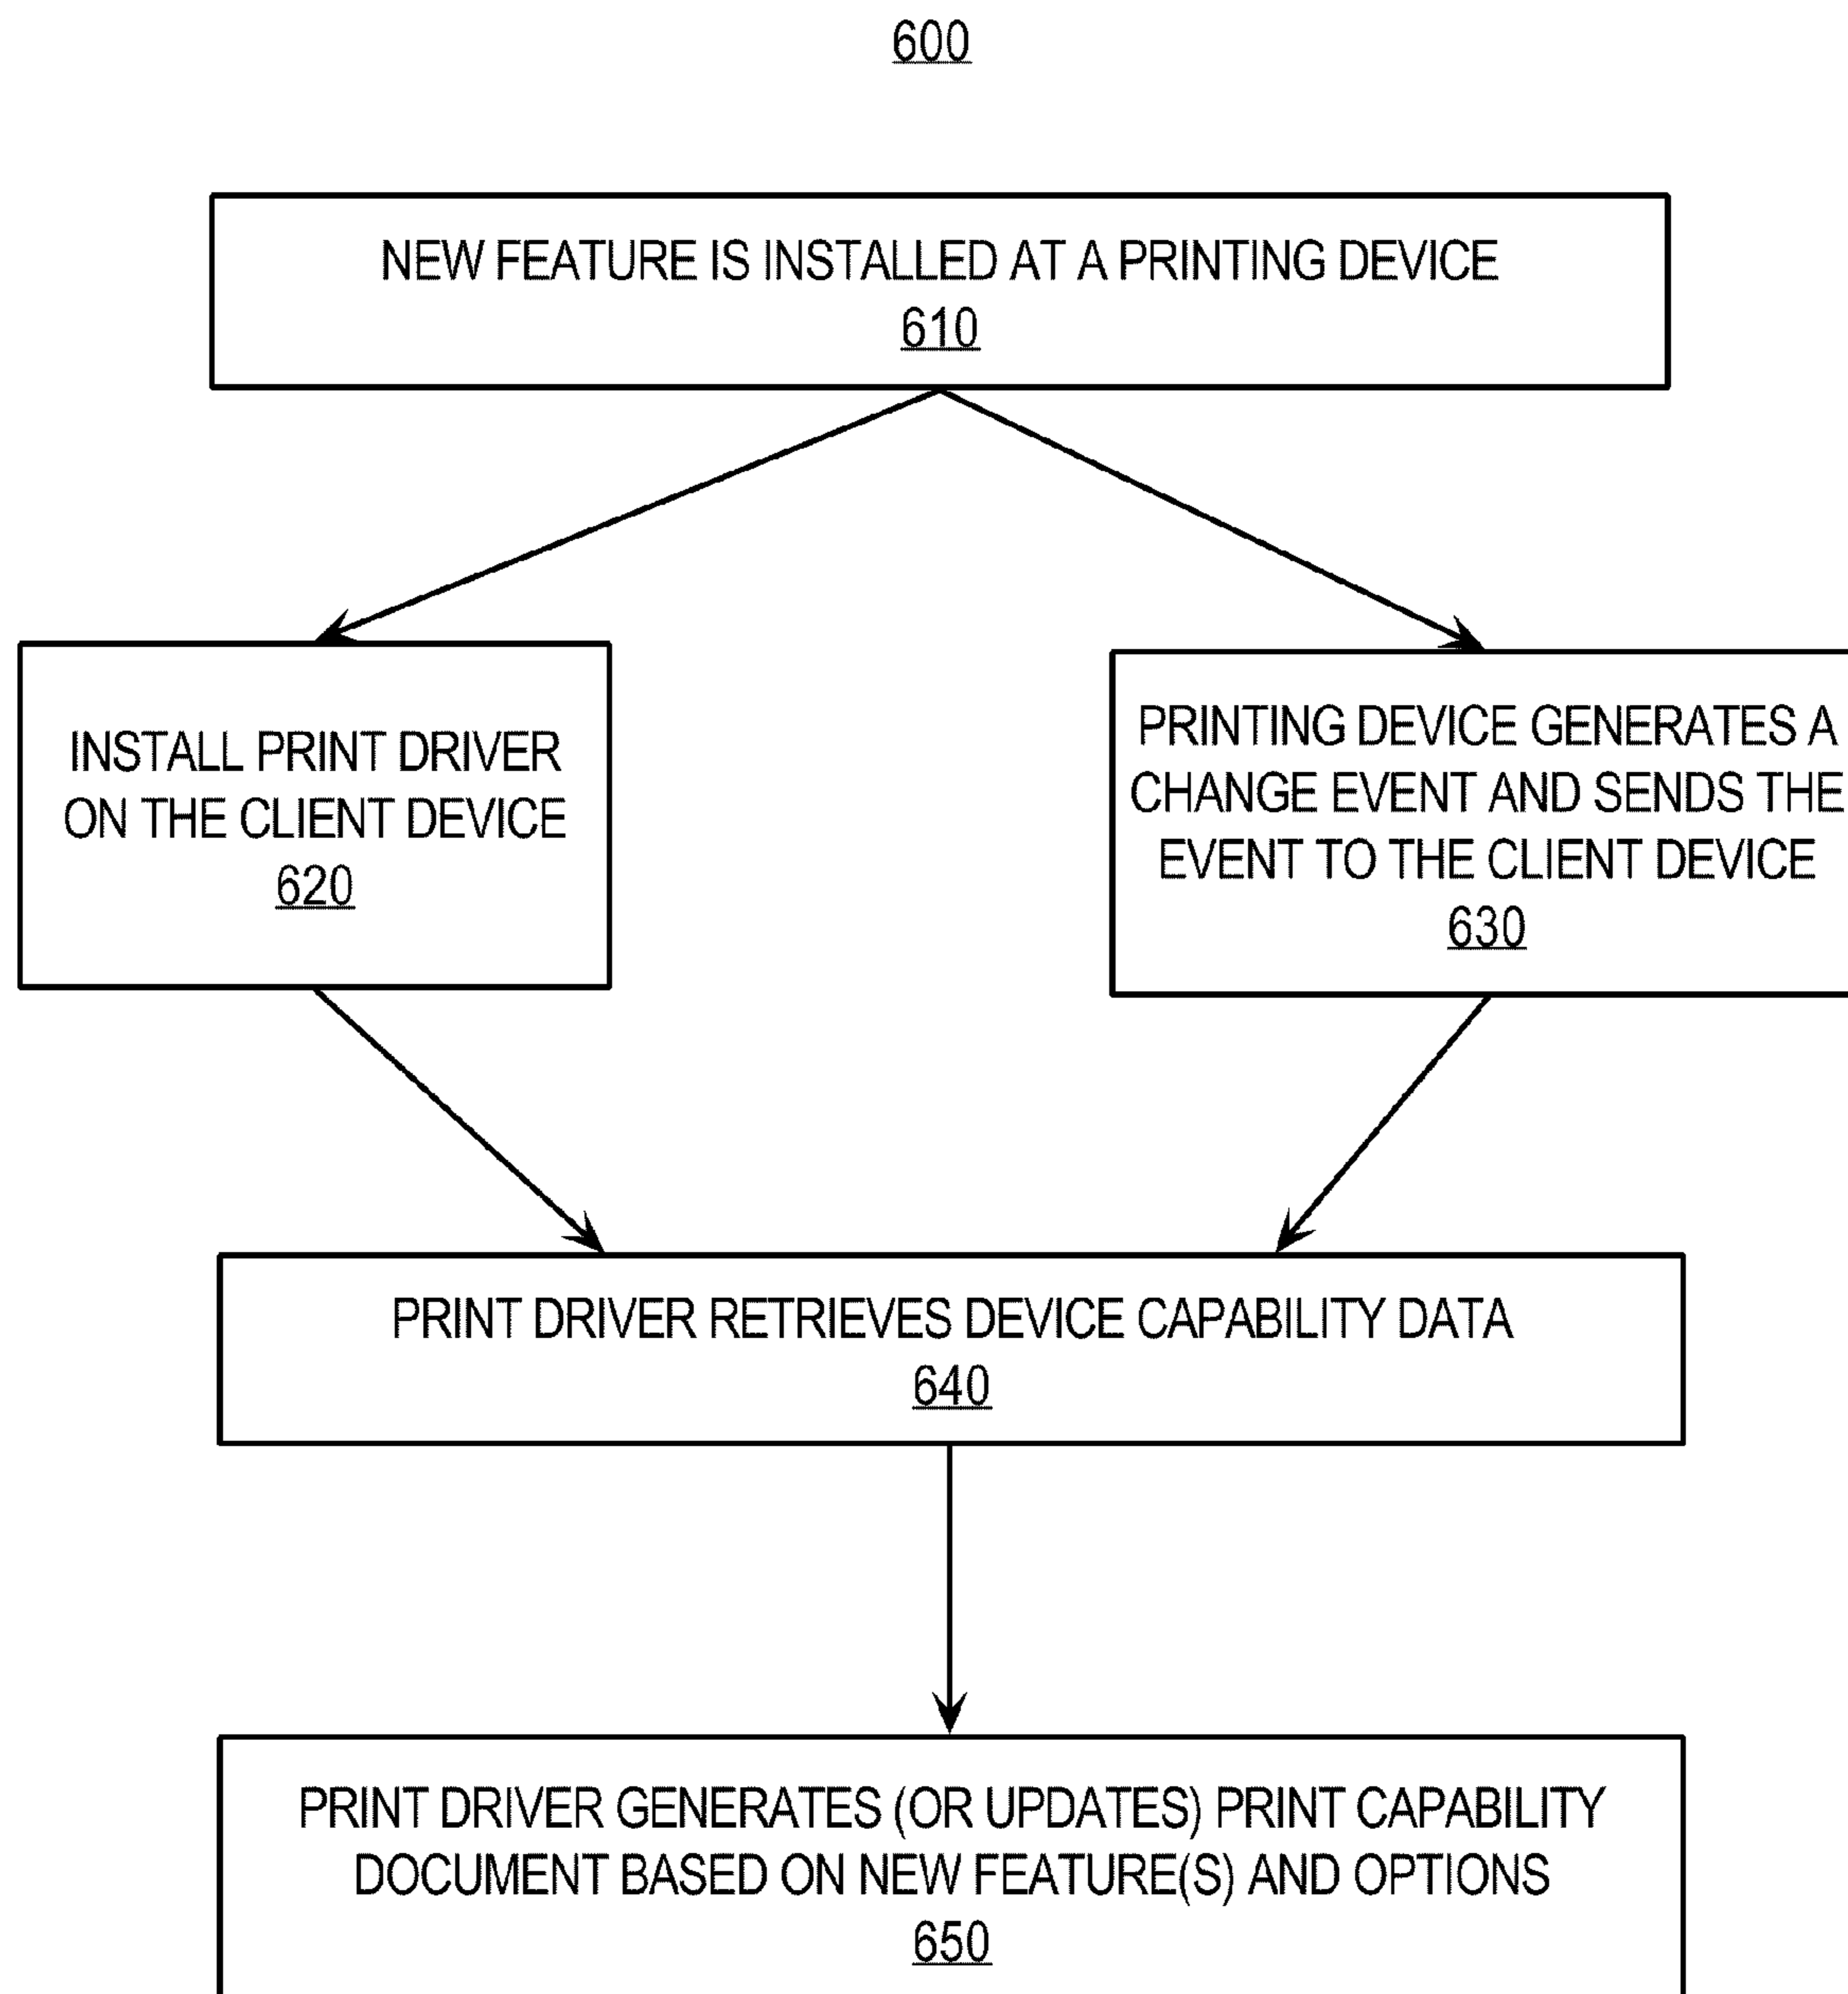 600
NEW FEATURE IS INSTALLED AT A PRINTING DEVICE
610
INSTALL PRINT DRIVER
ON THE CLIENT DEVICE
620
PRINTING DEVICE GENERATES A
CHANGE EVENT AND SENDS THE
EVENT TO THE CLIENT DEVICE
630
PRINT DRIVER RETRIEVES DEVICE CAPABILITY DATA
640
PRINT DRIVER GENERATES (OR UPDATES) PRINT CAPABILITY
DOCUMENT BASED ON NEW FEATURE(S) AND OPTIONS
650